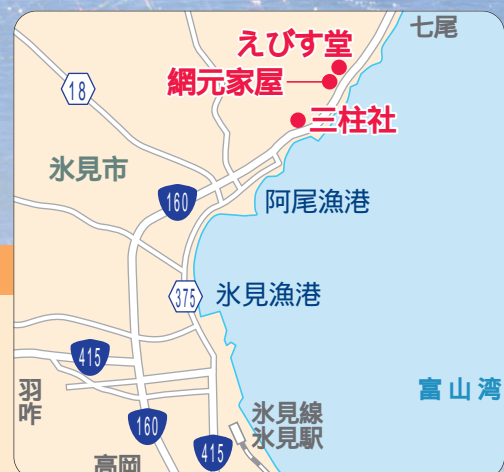 七尾
えびす堂
網元家屋
三柱社
18
氷見市
160
阿尾漁港
375
氷見漁港
415
富山湾
羽咋
160
氷見線
氷見駅
415
高岡